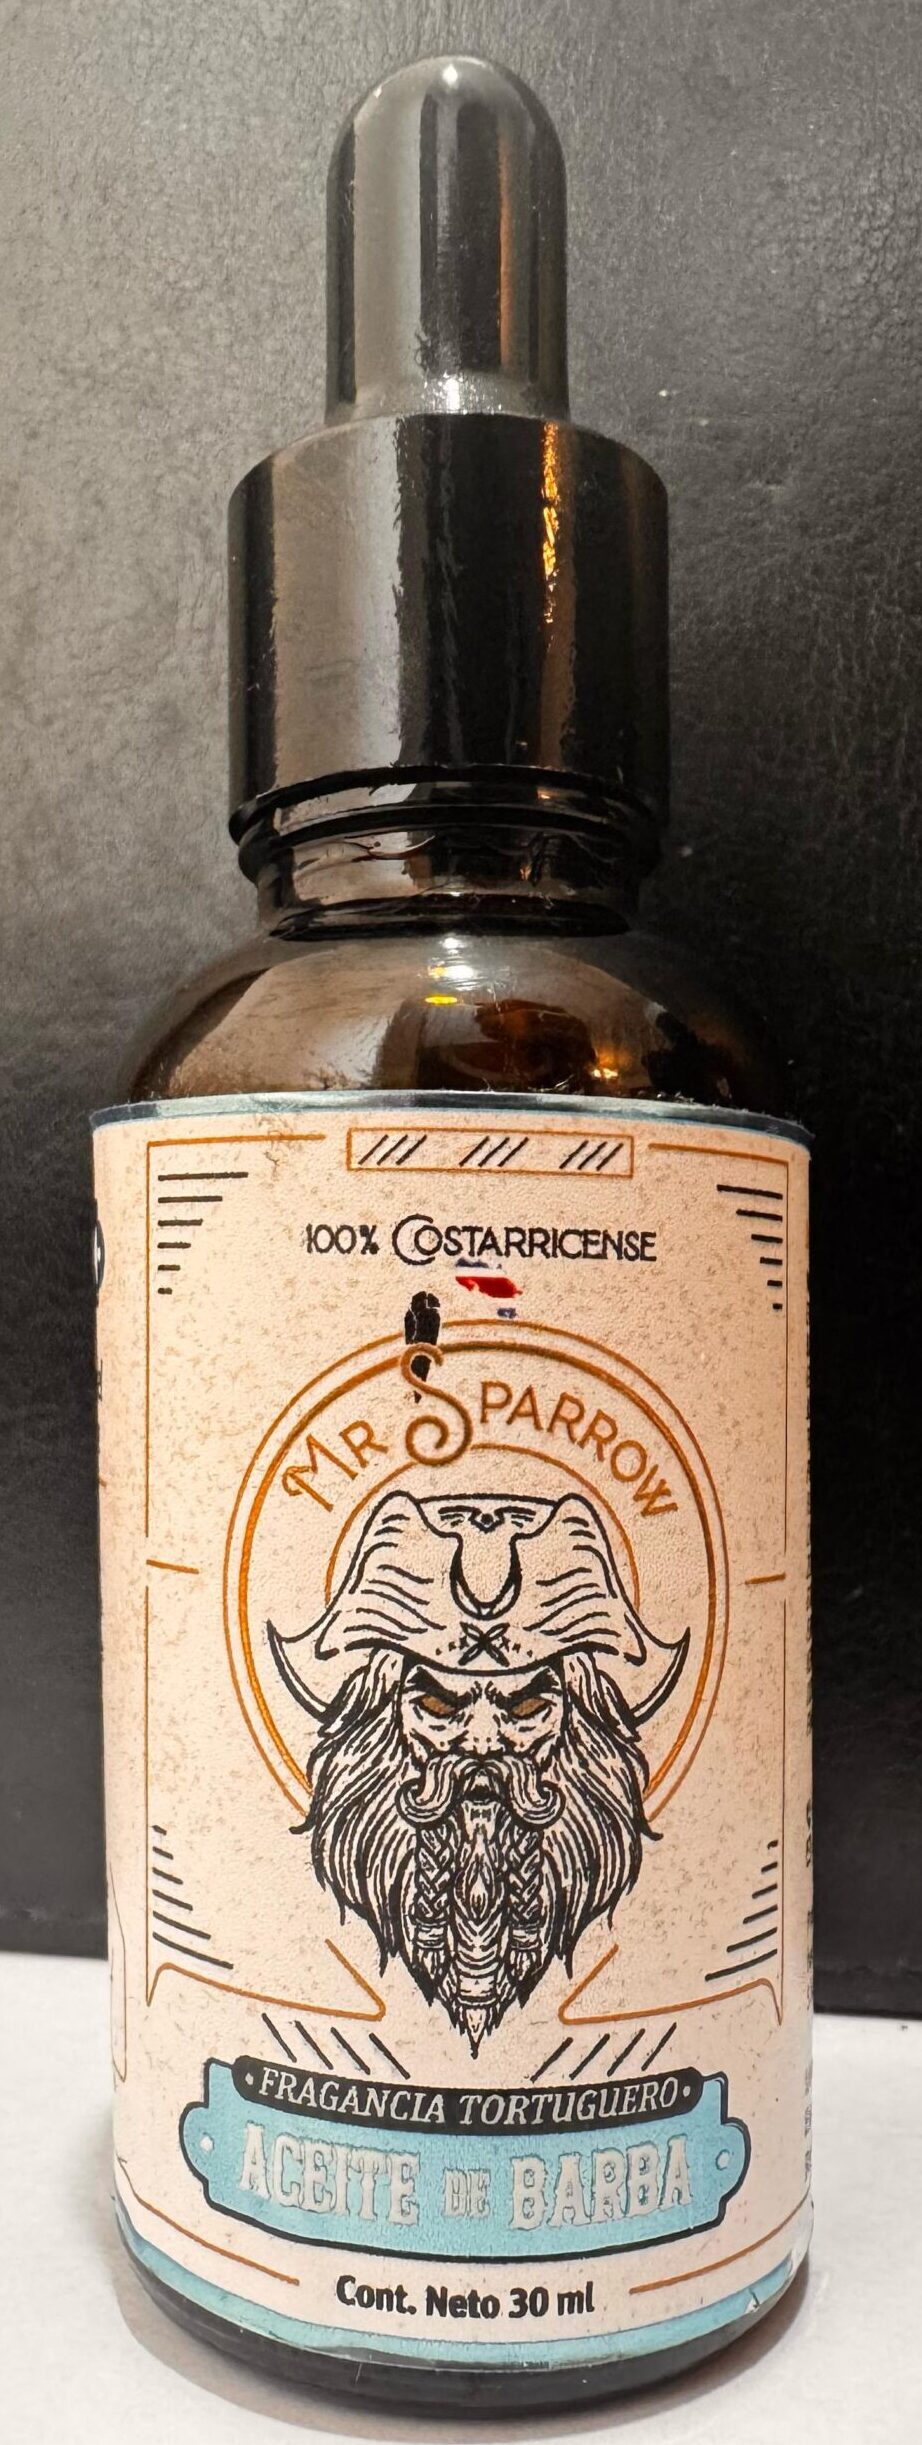 100% COSTARRICENSE
MR SPARROW
• FRAGANCIA TORTUGUERO •
ACEITE DE BARBA
Cont. Neto 30 ml